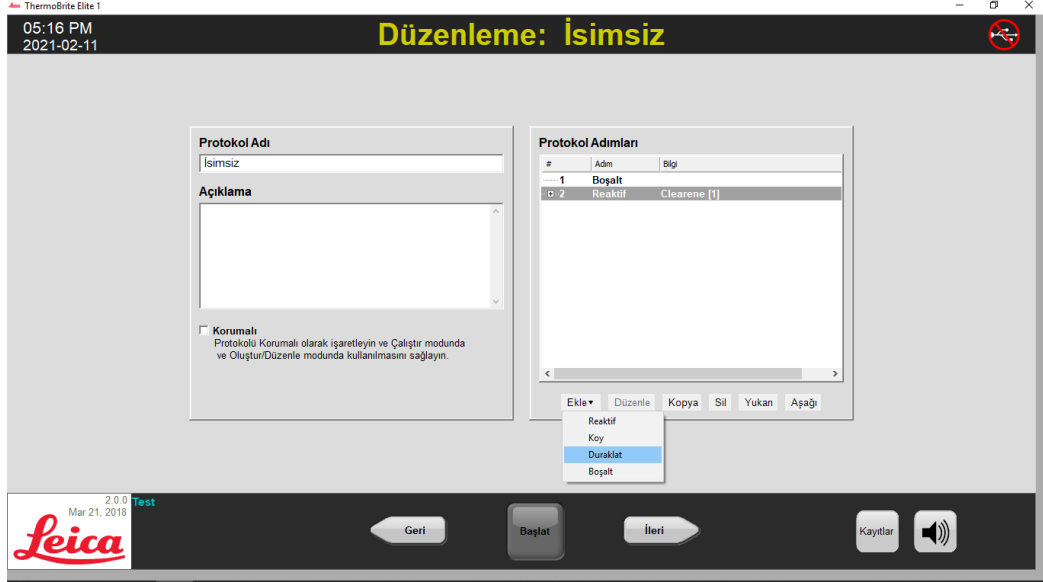 Leica ThermoBrite Elite 1
05:16 PM
2021-02-11
Düzenleme: İsimsiz
Protokol Adı
İsimsiz
Açıklama
Korumalı
Protokolü Korumalı olarak işaretleyin ve Çalıştır modunda
ve Oluştur/Düzenle modunda kullanılmasını sağlayın.
Protokol Adımları
# Adım Bilgi
1 Boşalt
2 Reaktif Clearene [1]
Ekle▾ Düzenle Kopya Sil Yukarı Aşağı
Reaktif
Koy
Duraklat
Boşalt
2.0.0
Mar 21, 2018
Test
Leica
Geri
Başlat
İleri
Kayıtlar